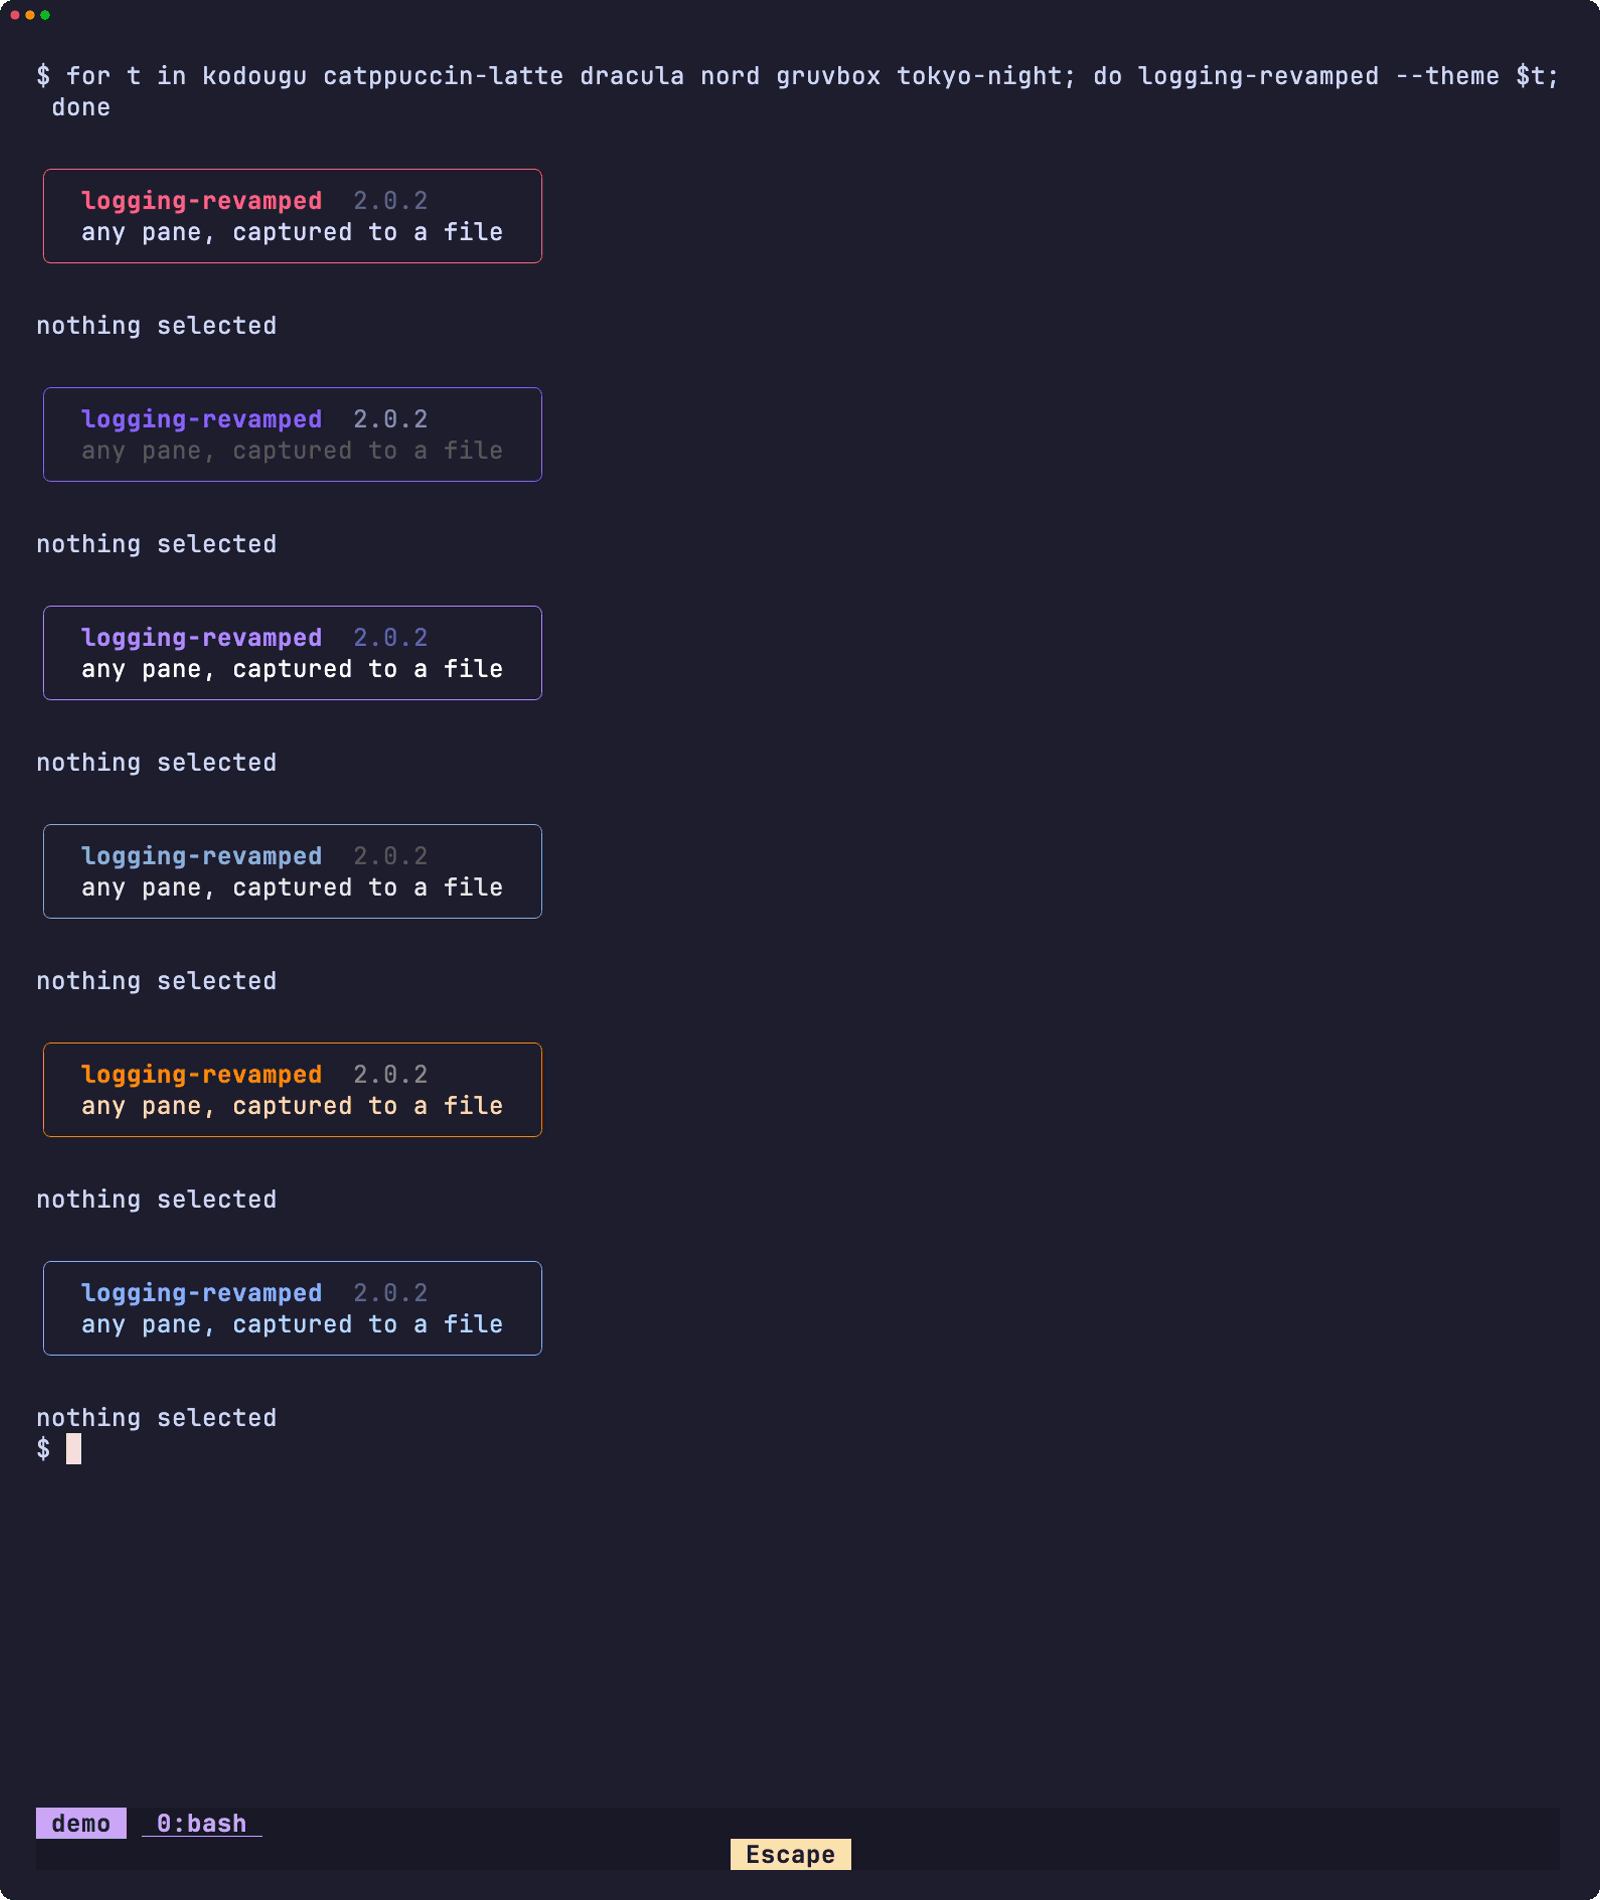 $ for t in kodougu catppuccin-latte dracula nord gruvbox tokyo-night; do logging-revamped --theme $t;
done
logging-revamped 2.0.2
any pane, captured to a file
nothing selected
logging-revamped 2.0.2
any pane, captured to a file
nothing selected
logging-revamped 2.0.2
any pane, captured to a file
nothing selected
logging-revamped 2.0.2
any pane, captured to a file
nothing selected
logging-revamped 2.0.2
any pane, captured to a file
nothing selected
logging-revamped 2.0.2
any pane, captured to a file
nothing selected
$
demo 0:bash
Escape